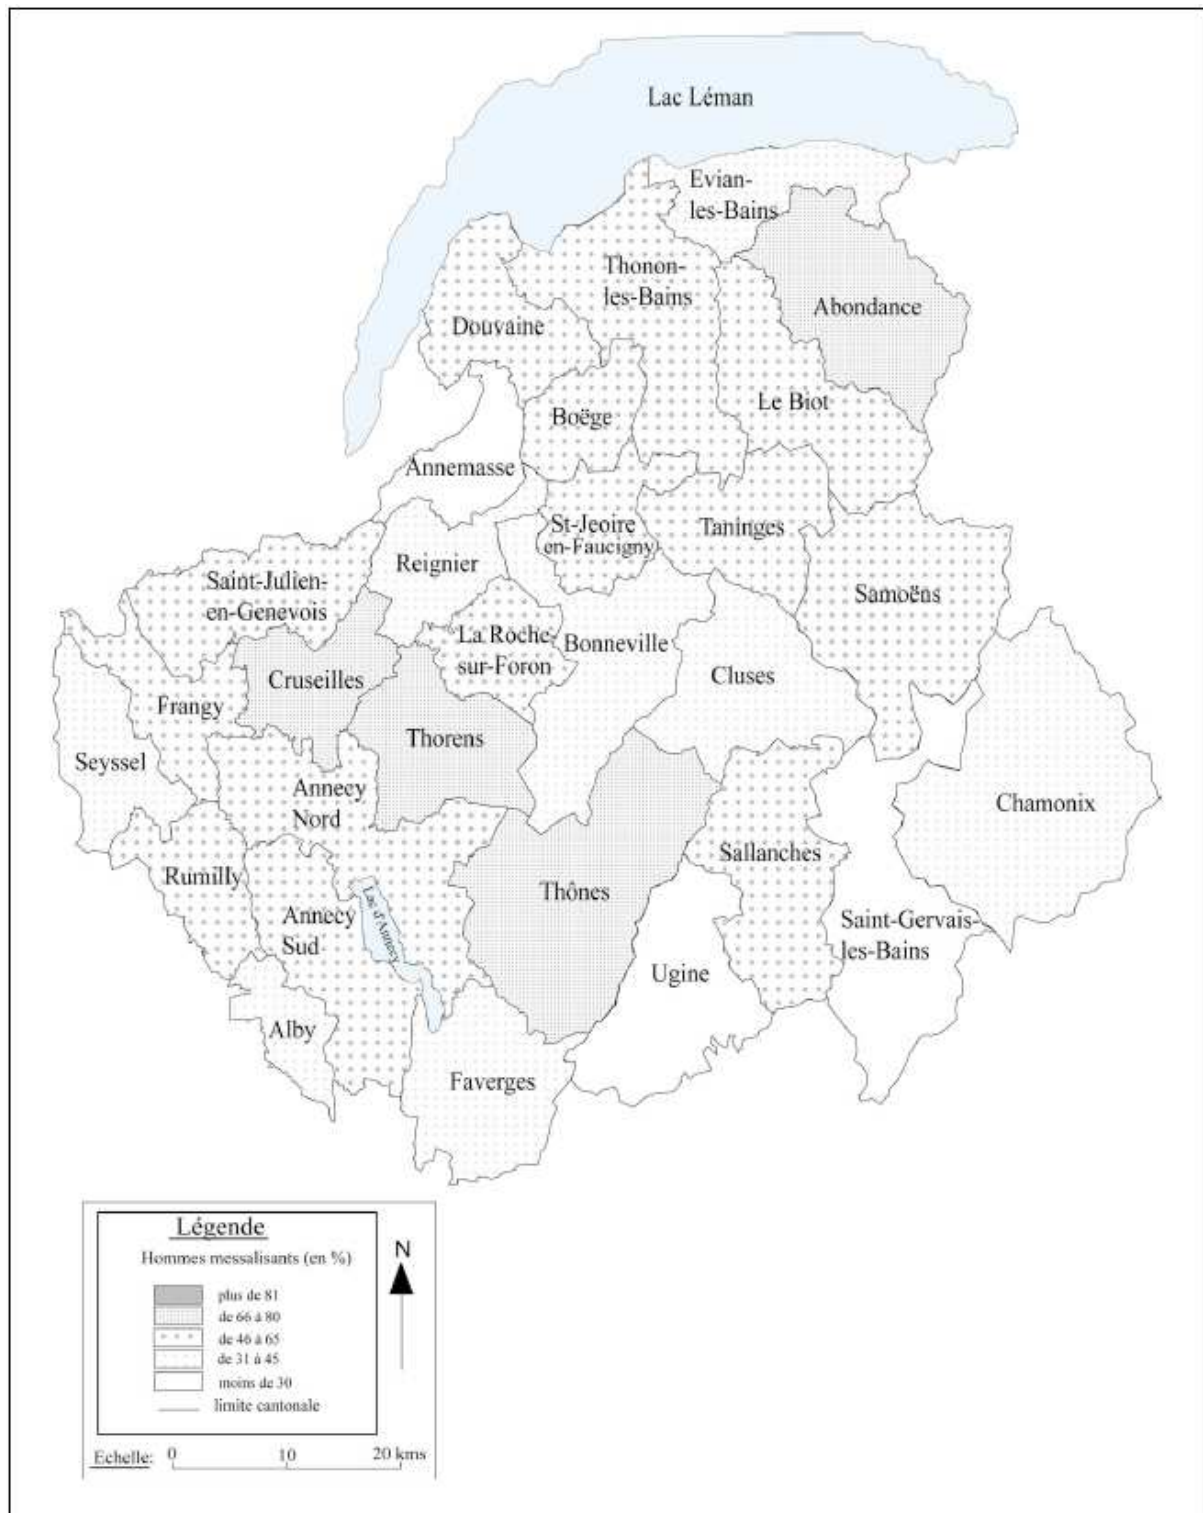 Lac Léman
Evian-
les-Bains
Thonon-
les-Bains
Abondance
Douvaine
Le Biot
Boëge
Annemasse
St-Jeoire
en-Faucigny
Taninges
Reignier
Saint-Julien-
en-Genevois
Samoëns
La Roche-
sur-Foron
Bonneville
Cruseilles
Cluses
Frangy
Thorens
Seyssel
Annecy
Nord
Chamonix
Sallanches
Rumilly
Thônes
Lac d'Annecy
Annecy
Sud
Saint-Gervais-
les-Bains
Ugine
Alby
Faverges
Légende
Hommes messalisants (en %)
plus de 81
de 66 à 80
de 46 à 65
de 31 à 45
moins de 30
limite cantonale
N
Echelle: 0 10 20 kms